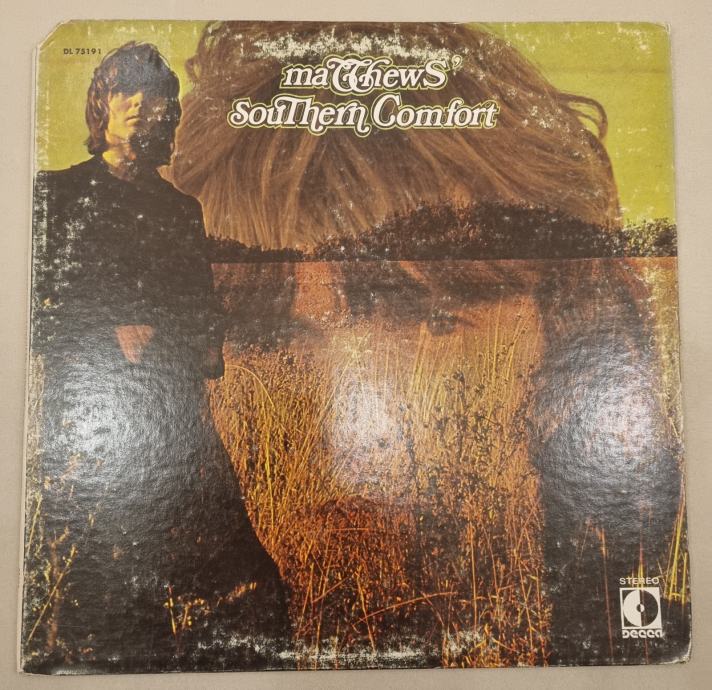 DL 75191
maTThewS'
souThern Comfort
STEREO
DECCA